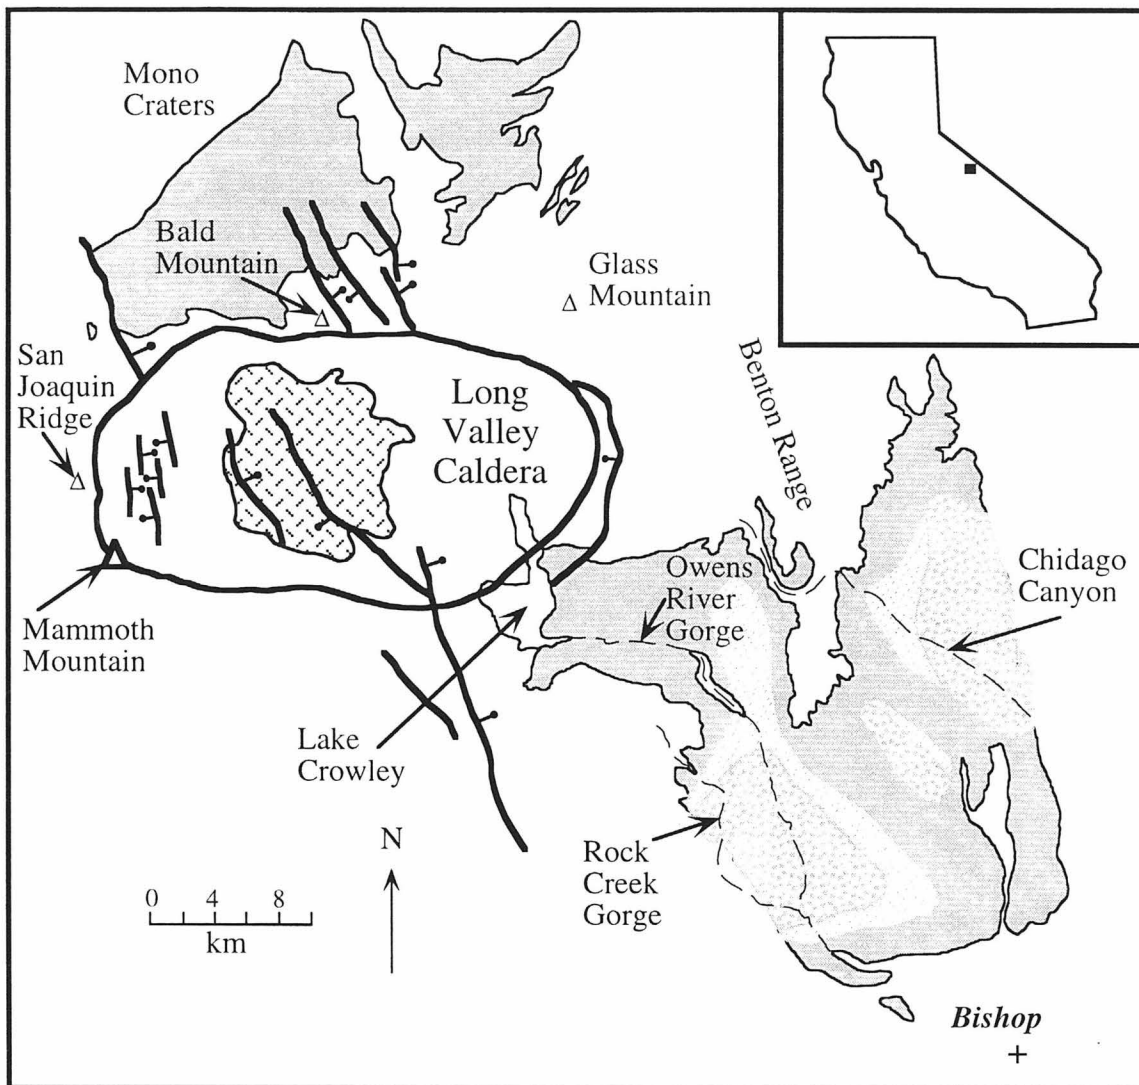 Mono
Craters
Bald
Mountain
Glass
Mountain
San
Joaquin
Ridge
Long
Valley
Caldera
Benton Range
Owens
River
Gorge
Chidago
Canyon
Mammoth
Mountain
Lake
Crowley
Rock
Creek
Gorge
N
0 4 8
km
Bishop